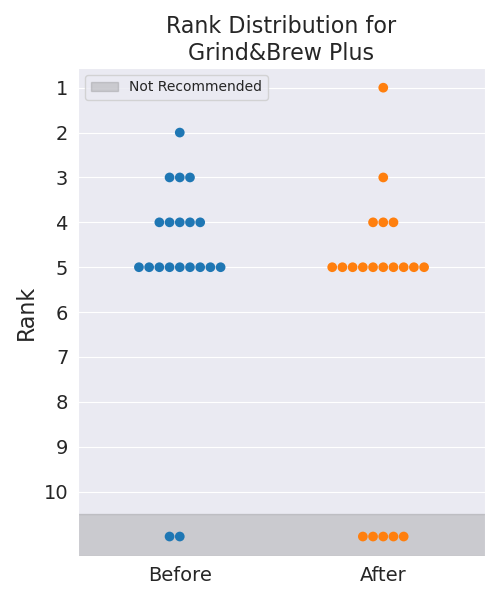 Rank Distribution for
Grind&Brew Plus
Not Recommended
1
2
3
4
5
6
7
8
9
10
Rank
Before
After